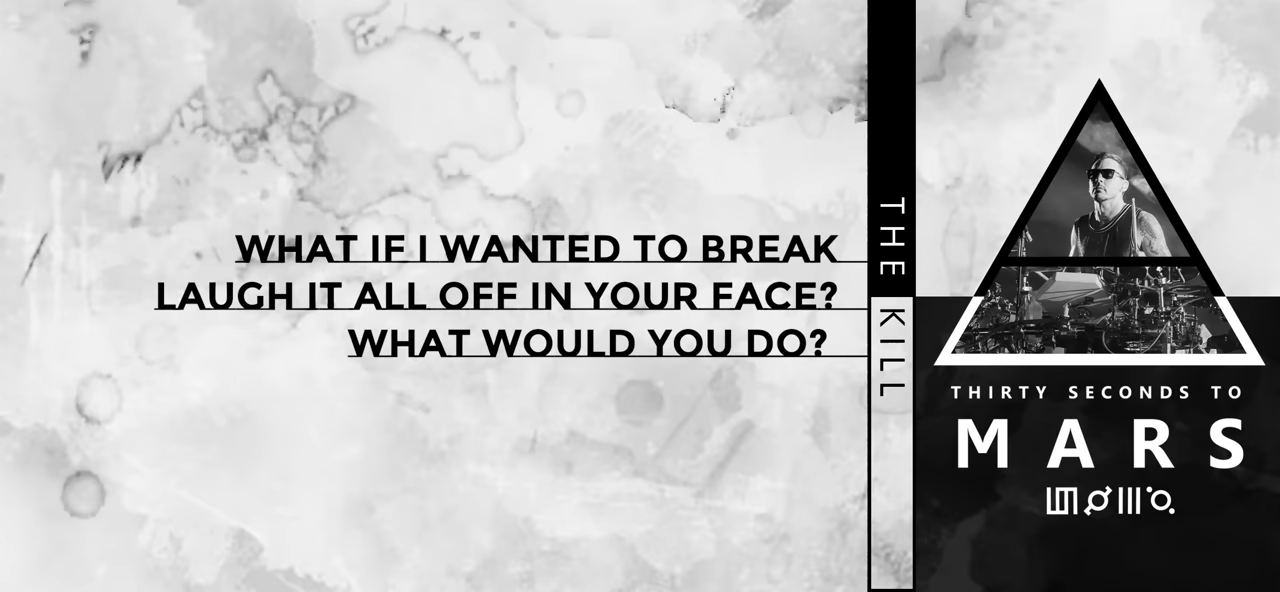 WHAT IF I WANTED TO BREAK
LAUGH IT ALL OFF IN YOUR FACE?
WHAT WOULD YOU DO?
THE KILL
THIRTY SECONDS TO
MARS